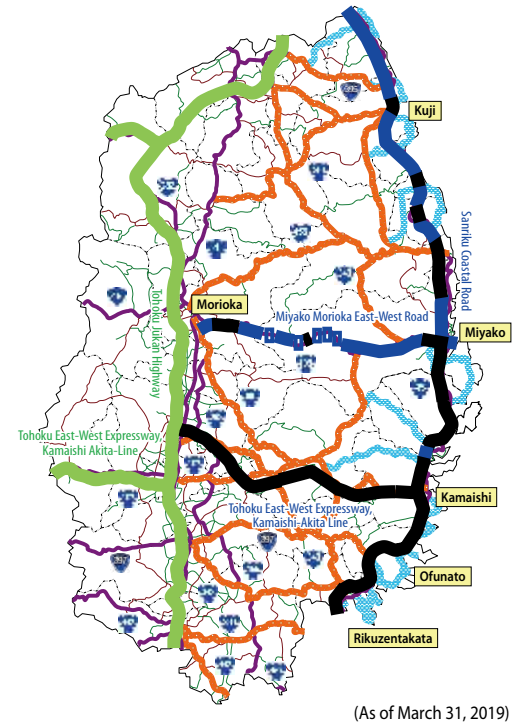 Kuji
Sanriku Coastal Road
Morioka
Miyako Morioka East-West Road
Miyako
Tohoku Jukan Highway
Tohoku East-West Expressway,
Kamaishi Akita-Line
Kamaishi
Tohoku East-West Expressway,
Kamaishi-Akita Line
Ofunato
Rikuzentakata
(As of March 31, 2019)